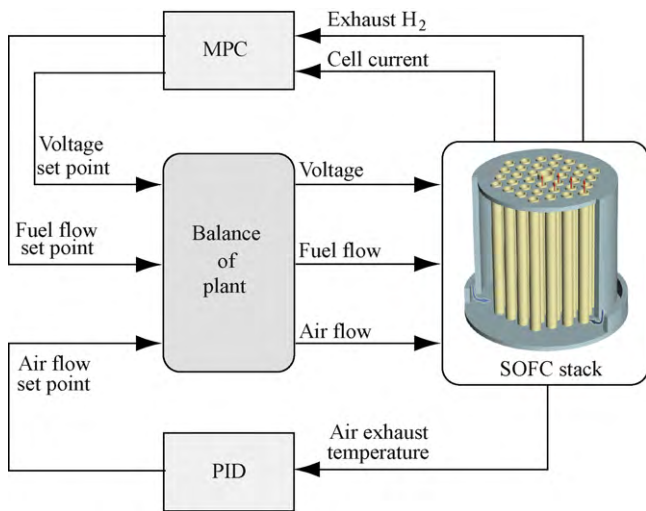 Exhaust H₂
MPC
Cell current
Voltage
set point
Voltage
Fuel flow
set point
Balance
of
plant
Fuel flow
Air flow
Air flow
set point
SOFC stack
Air exhaust
temperature
PID